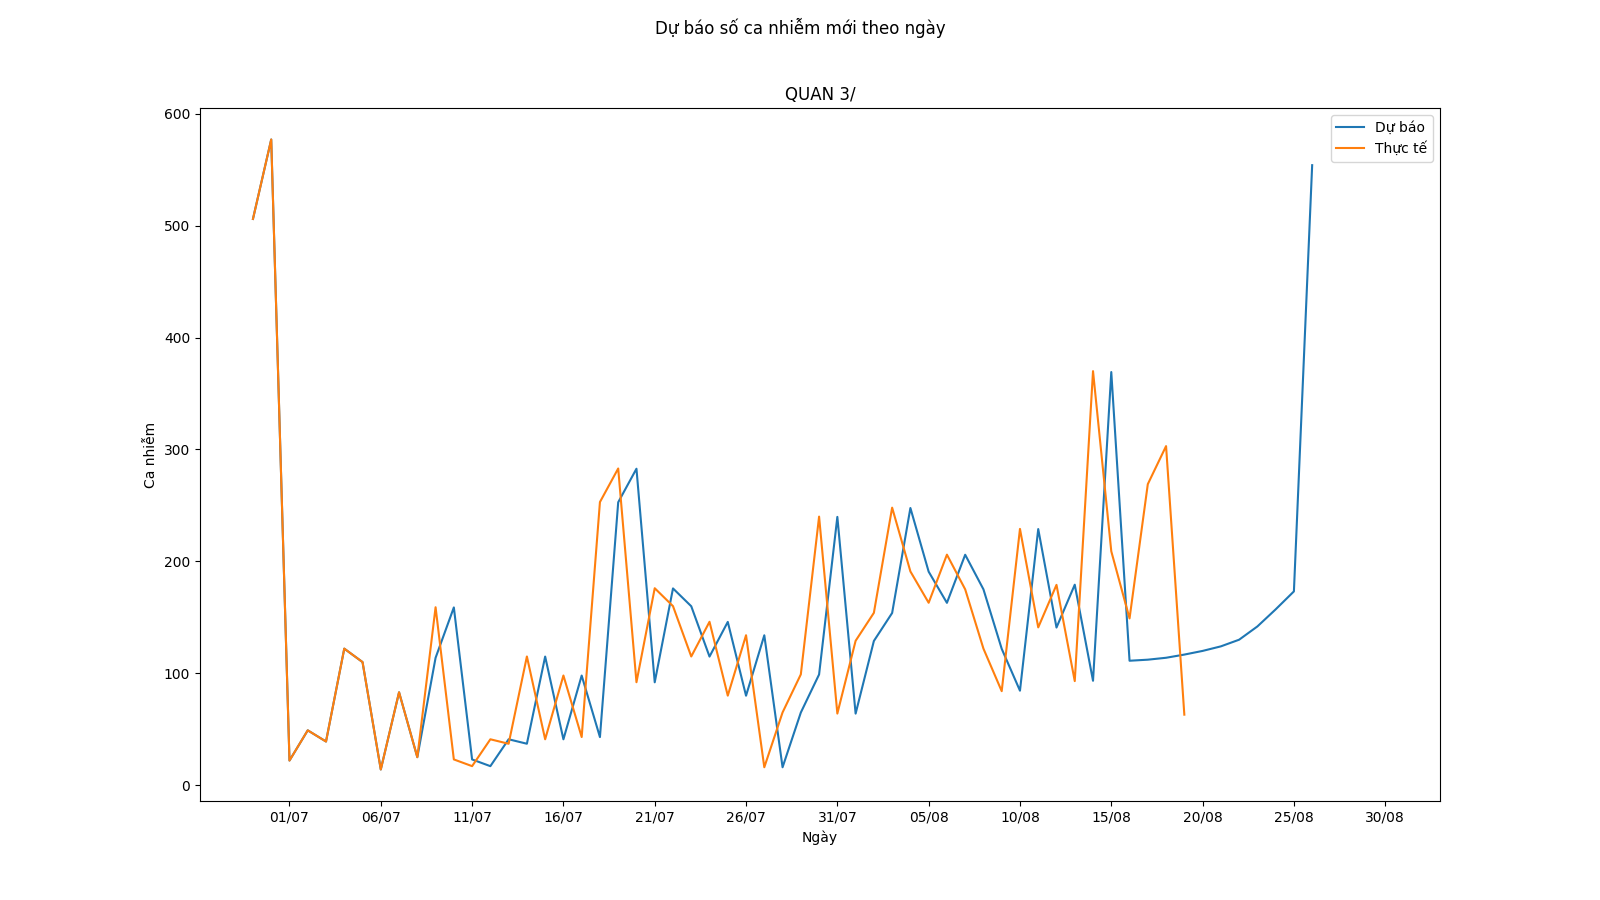 Dự báo số ca nhiễm mới theo ngày
QUAN 3/
Dự báo
Thực tế
600
500
400
300
200
100
0
Ca nhiễm
01/07 06/07 11/07 16/07 21/07 26/07 31/07 05/08 10/08 15/08 20/08 25/08 30/08
Ngày